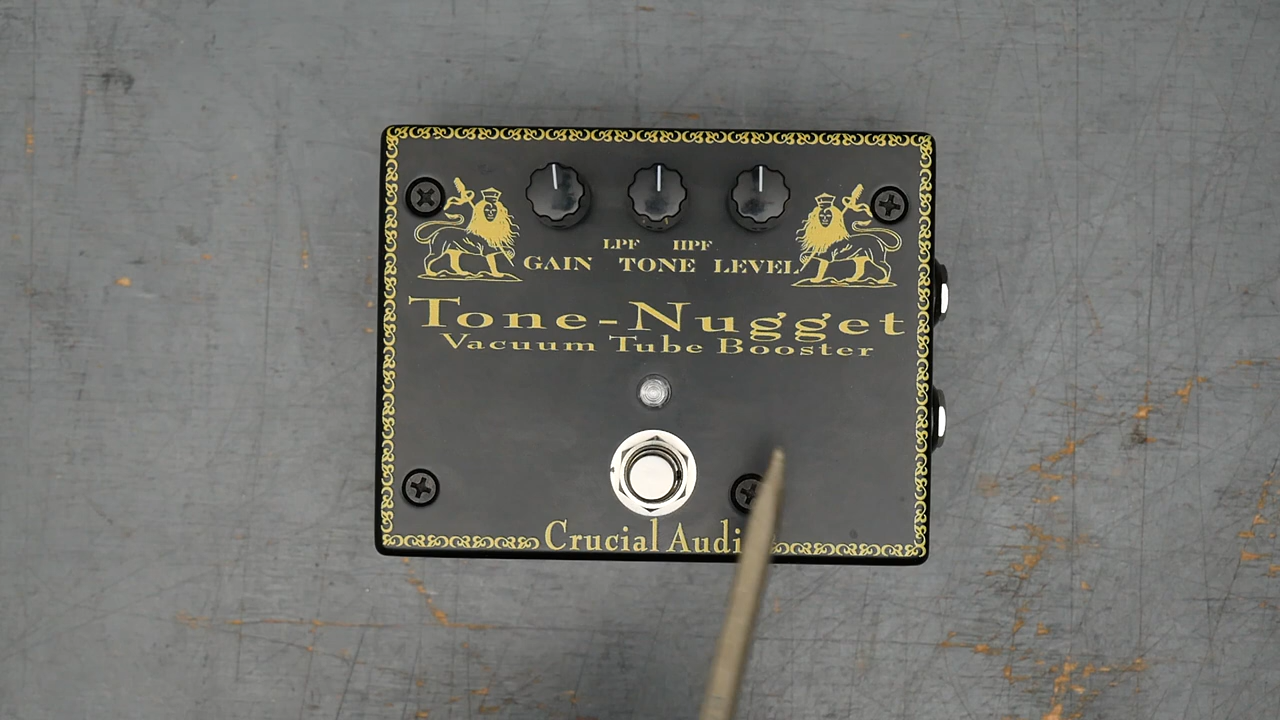 LPF HPF
GAIN TONE LEVEL
Tone-Nugget
Vacuum Tube Booster
Crucial Audi